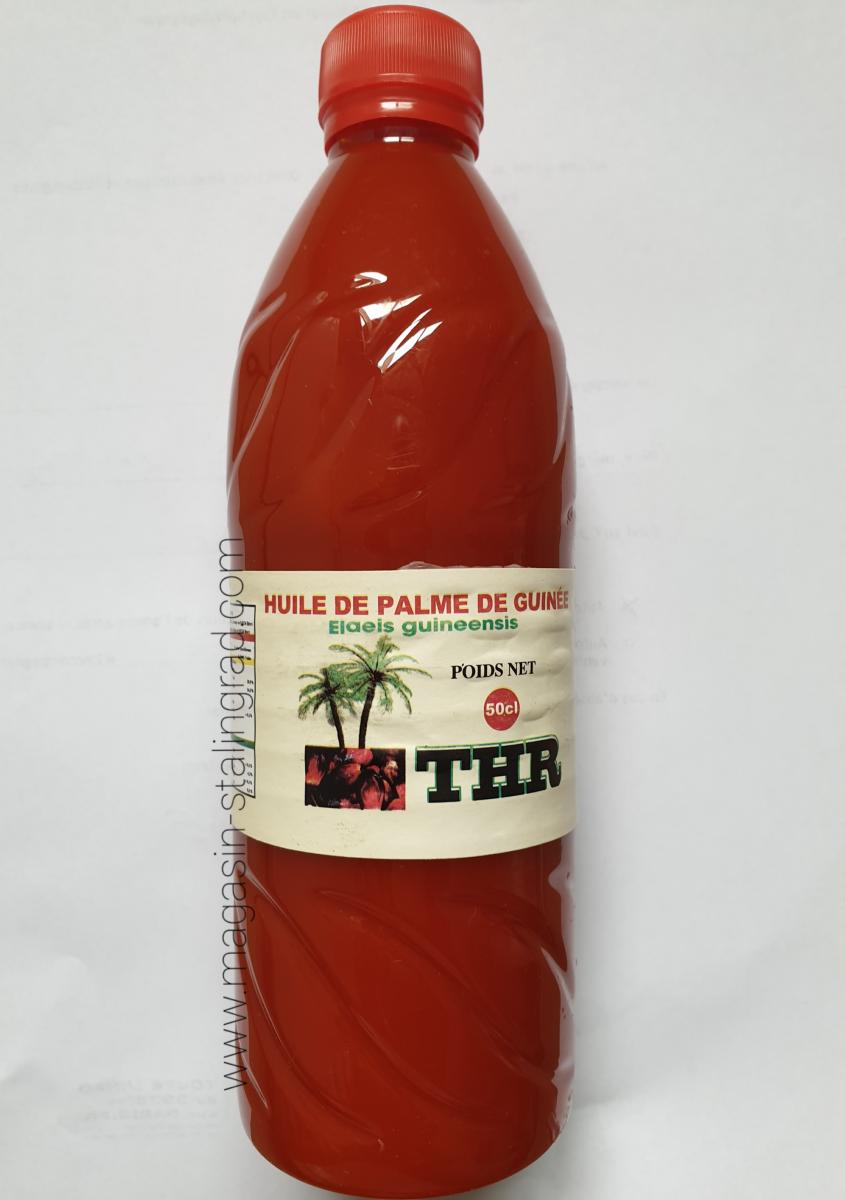 HUILE DE PALME DE GUINÉE
Elaeis guineensis
POIDS NET
50cl
THR
www.magasin-stalingrad.com